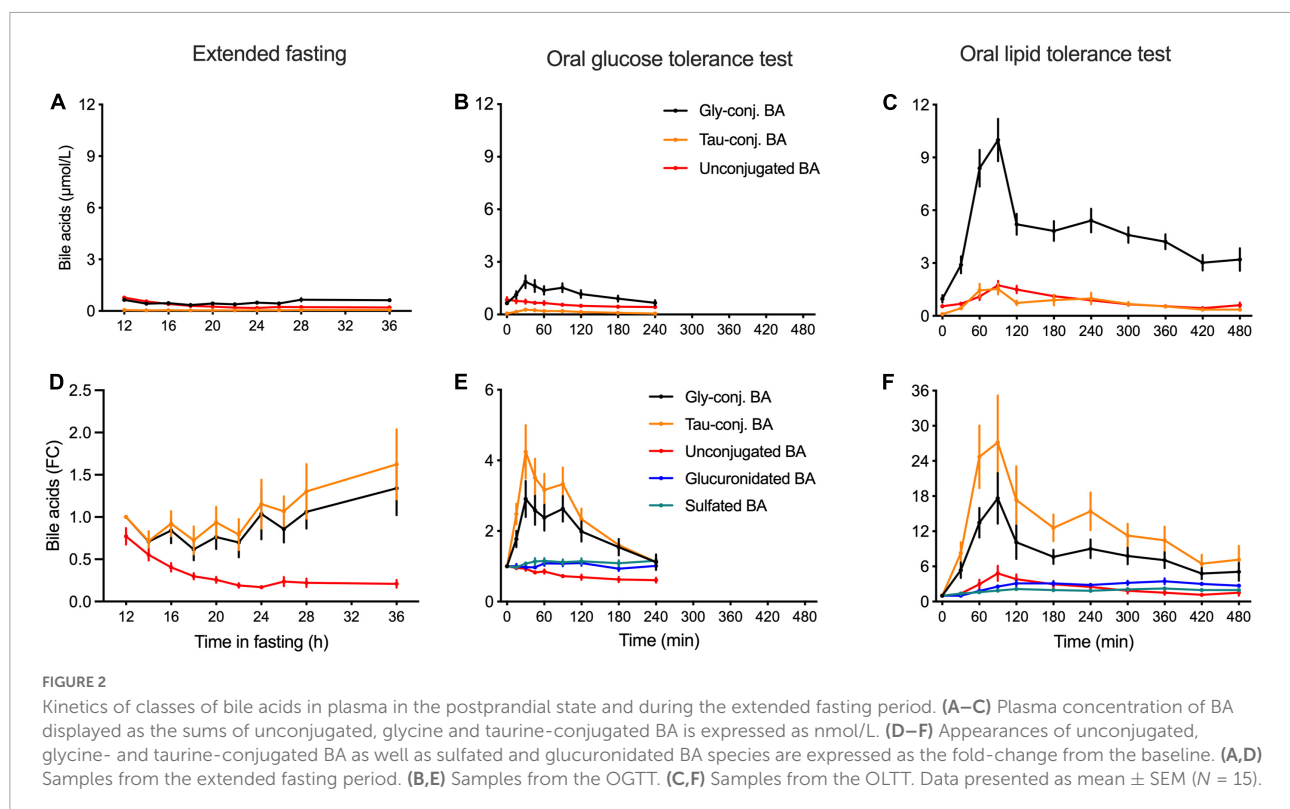 Extended fasting
Oral glucose tolerance test
Oral lipid tolerance test
A
Bile acids (µmol/L)
12
9
6
3
0
12 16 20 24 28 32 36
B
12
9
6
3
0
0 60 120 180 240 300 360 420 480
Gly-conj. BA
Tau-conj. BA
Unconjugated BA
C
12
9
6
3
0
0 60 120 180 240 300 360 420 480
D
Bile acids (FC)
2.5
2.0
1.5
1.0
0.5
0.0
12 16 20 24 28 32 36
Time in fasting (h)
E
6
4
2
0
0 60 120 180 240 300 360 420 480
Time (min)
Gly-conj. BA
Tau-conj. BA
Unconjugated BA
Glucuronidated BA
Sulfated BA
F
36
30
24
18
12
6
0
0 60 120 180 240 300 360 420 480
Time (min)
FIGURE 2
Kinetics of classes of bile acids in plasma in the postprandial state and during the extended fasting period. (A–C) Plasma concentration of BA
displayed as the sums of unconjugated, glycine and taurine-conjugated BA is expressed as nmol/L. (D–F) Appearances of unconjugated,
glycine- and taurine-conjugated BA as well as sulfated and glucuronidated BA species are expressed as the fold-change from the baseline. (A,D)
Samples from the extended fasting period. (B,E) Samples from the OGTT. (C,F) Samples from the OLTT. Data presented as mean ± SEM (N = 15).